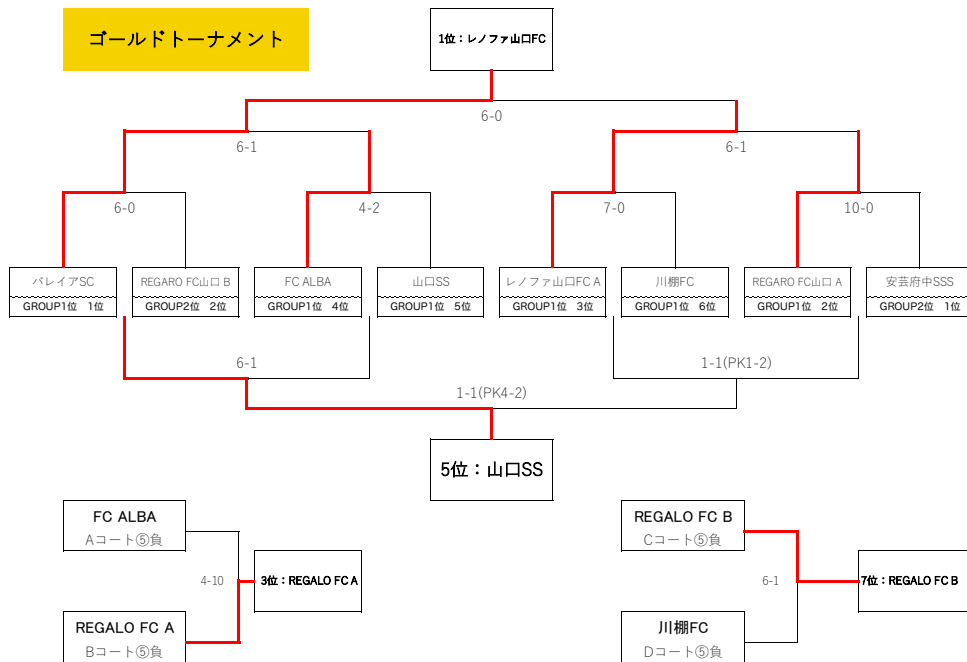 ゴールドトーナメント
1位：レノファ山口FC
6-0
6-1
6-1
6-0
4-2
7-0
10-0
バレイアSC
REGARO FC山口 B
FC ALBA
山口SS
レノファ山口FC A
川棚FC
REGARO FC山口 A
安芸府中SSS
GROUP1位 1位
GROUP2位 2位
GROUP1位 4位
GROUP1位 5位
GROUP1位 3位
GROUP1位 6位
GROUP1位 2位
GROUP2位 1位
6-1
1-1(PK1-2)
1-1(PK4-2)
5位：山口SS
FC ALBA
Aコート⑤負
4-10
3位：REGALO FC A
REGALO FC A
Bコート⑤負
REGALO FC B
Cコート⑤負
6-1
7位：REGALO FC B
川棚FC
Dコート⑤負